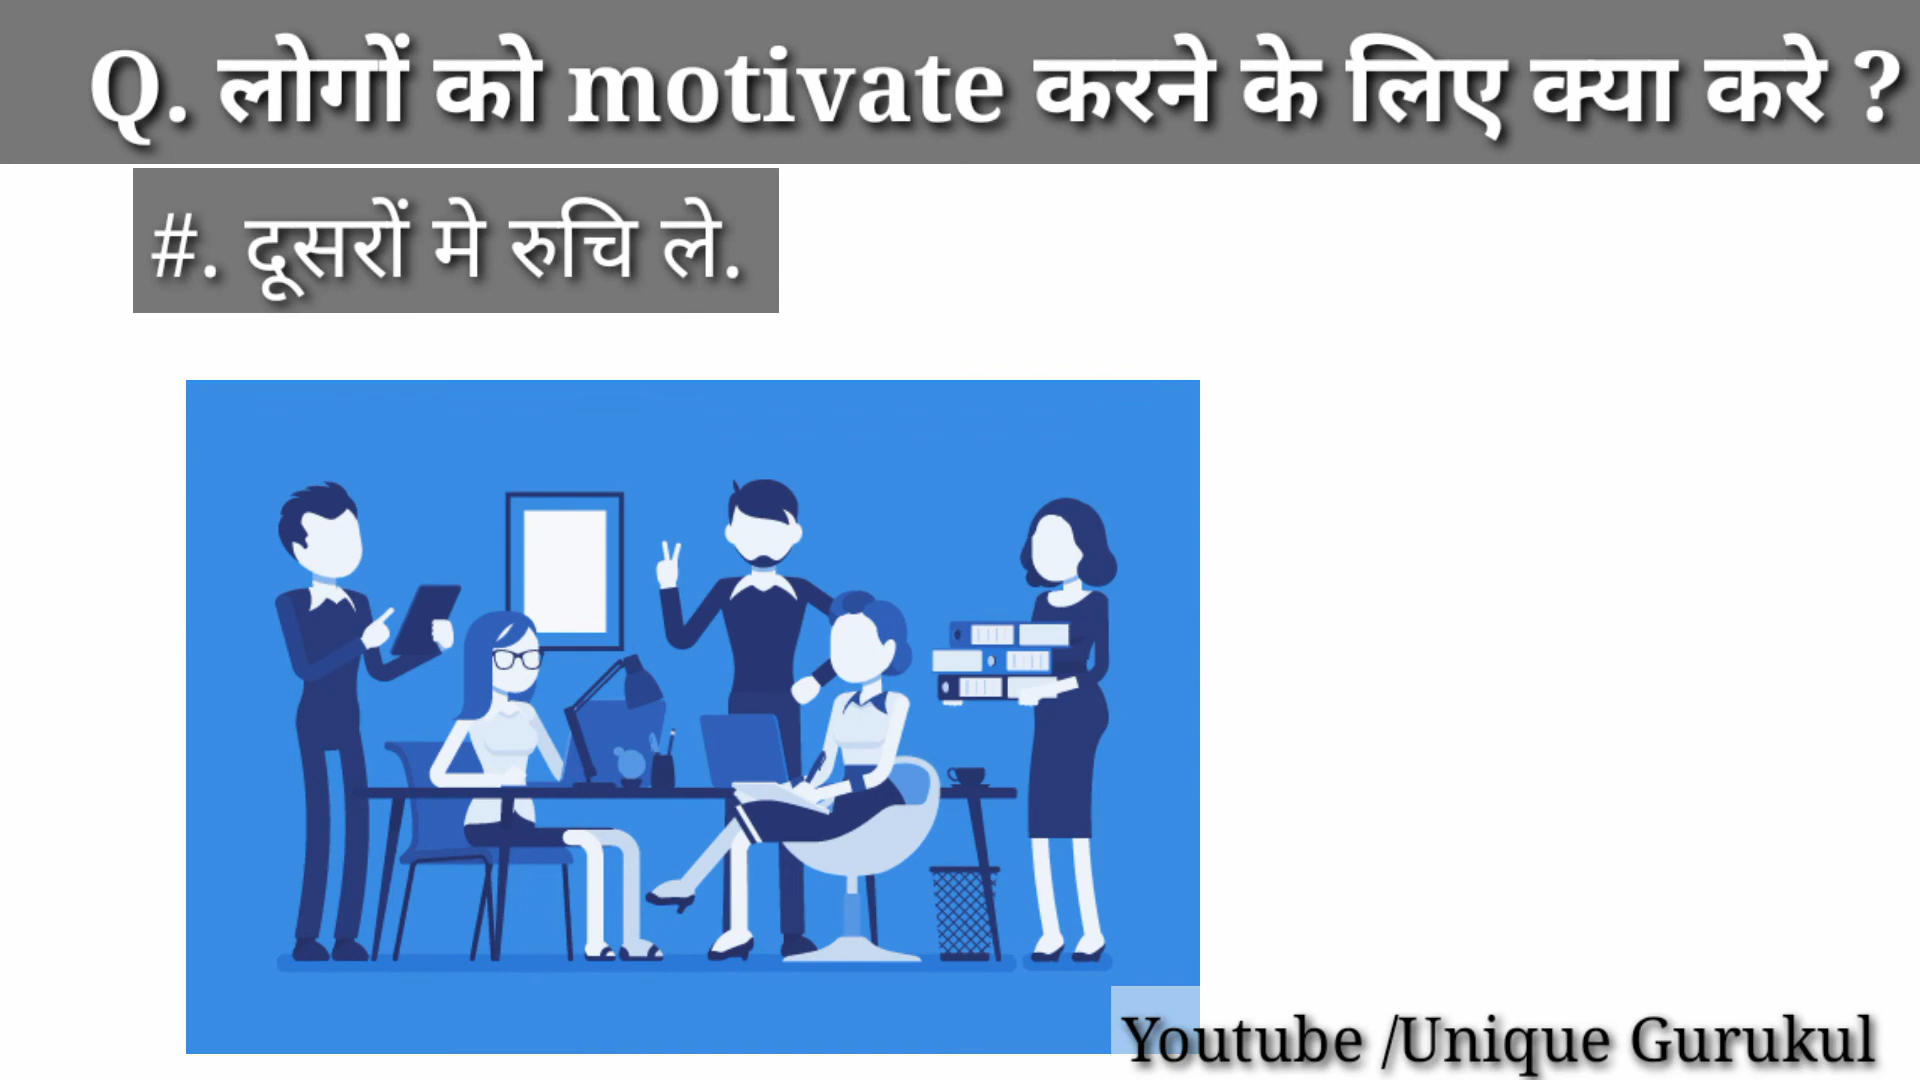 Q. लोगों को motivate करने के लिए क्या करे ?
#. दूसरों मे रुचि ले.
Youtube /Unique Gurukul